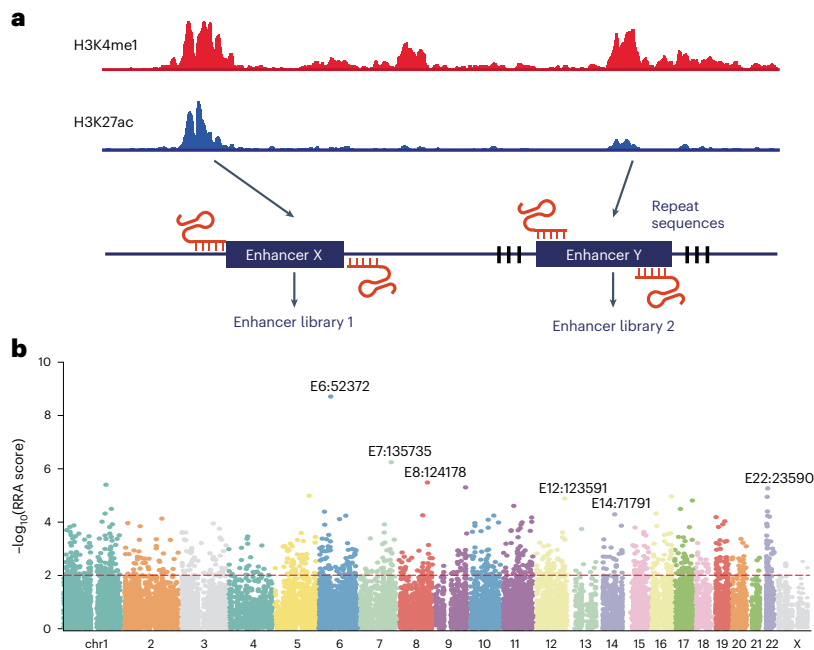 a
H3K4me1
H3K27ac
Repeat
sequences
Enhancer X
Enhancer Y
Enhancer library 1
Enhancer library 2
b
–log10(RRA score)
10
8
6
4
2
0
E6:52372
E7:135735
E8:124178
E12:123591
E14:71791
E22:23590
chr1 2 3 4 5 6 7 8 9 10 11 12 13 14 15 16 17 18 19 20 21 22 X